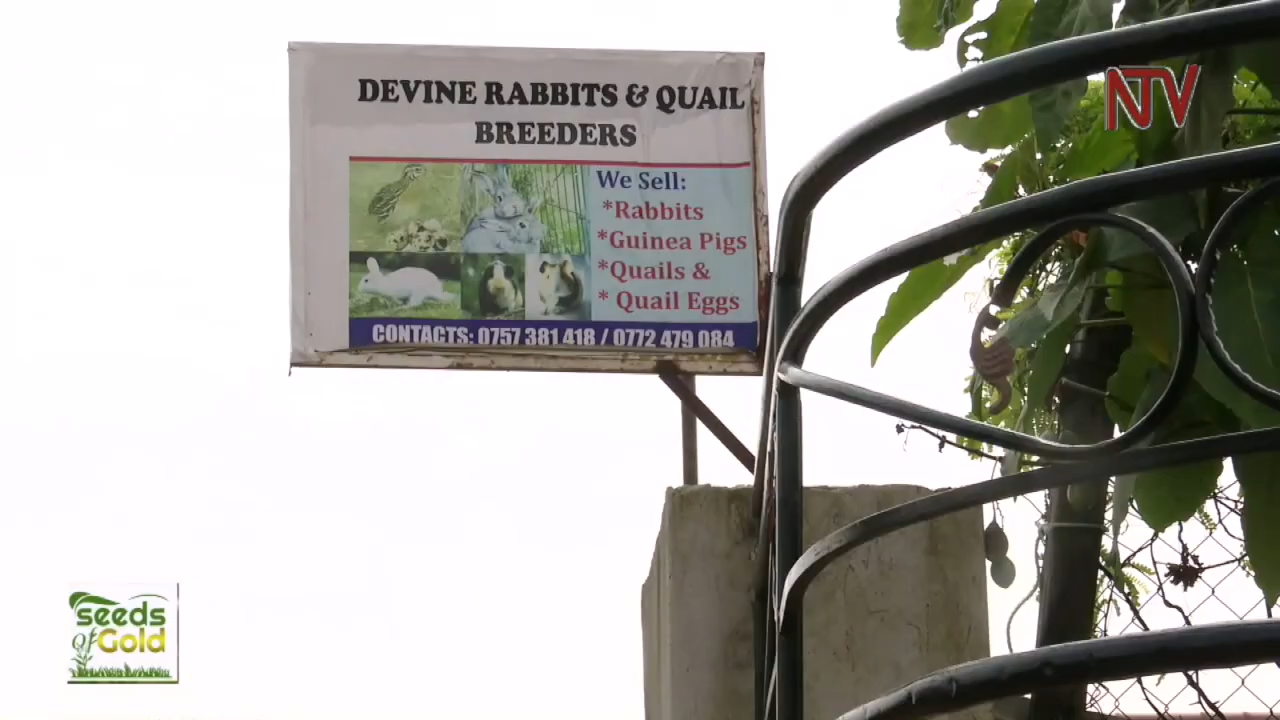 DEVINE RABBITS & QUAIL
BREEDERS
We Sell:
*Rabbits
*Guinea Pigs
*Quails &
* Quail Eggs
CONTACTS: 0757 381 418 / 0772 479 084
NTV
seeds
of Gold